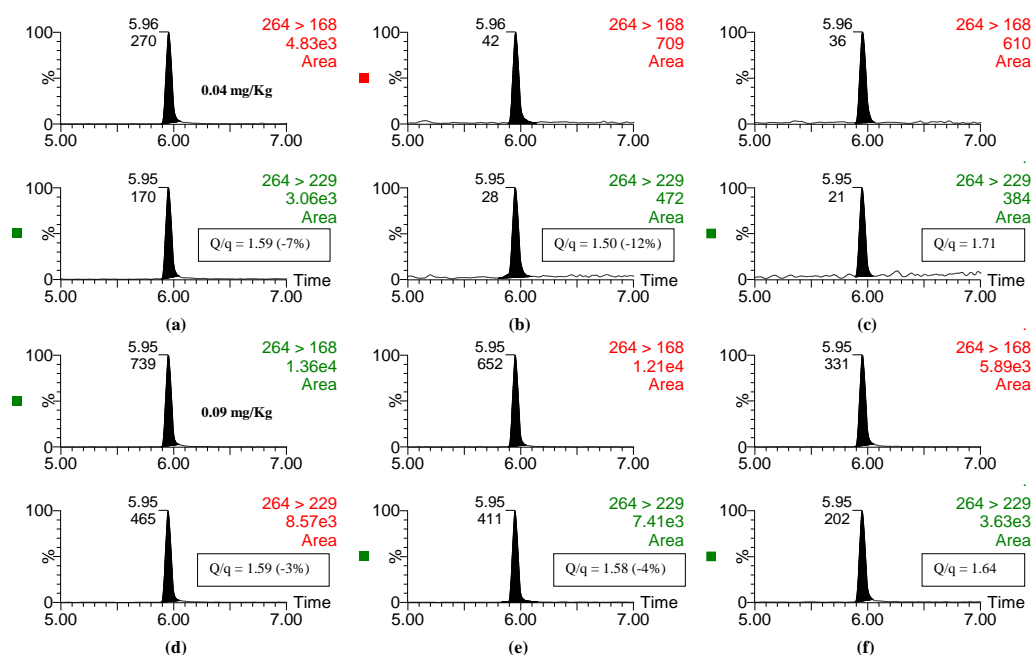 5.96
270
264 > 168
4.83e3
Area
100
%
0
0.04 mg/Kg
5.00 6.00 7.00
5.96
42
264 > 168
709
Area
100
%
0
5.00 6.00 7.00
5.96
36
264 > 168
610
Area
100
%
0
5.00 6.00 7.00
5.95
170
264 > 229
3.06e3
Area
100
%
0
Q/q = 1.59 (-7%)
Time
5.00 6.00 7.00
(a)
5.95
28
264 > 229
472
Area
100
%
0
Q/q = 1.50 (-12%)
Time
5.00 6.00 7.00
(b)
5.95
21
264 > 229
384
Area
100
%
0
Q/q = 1.71
Time
5.00 6.00 7.00
(c)
5.95
739
264 > 168
1.36e4
Area
100
%
0
0.09 mg/Kg
5.00 6.00 7.00
5.95
652
264 > 168
1.21e4
Area
100
%
0
5.00 6.00 7.00
5.95
331
264 > 168
5.89e3
Area
100
%
0
5.00 6.00 7.00
5.95
465
264 > 229
8.57e3
Area
100
%
0
Q/q = 1.59 (-3%)
Time
5.00 6.00 7.00
(d)
5.95
411
264 > 229
7.41e3
Area
100
%
0
Q/q = 1.58 (-4%)
Time
5.00 6.00 7.00
(e)
5.95
202
264 > 229
3.63e3
Area
100
%
0
Q/q = 1.64
Time
5.00 6.00 7.00
(f)